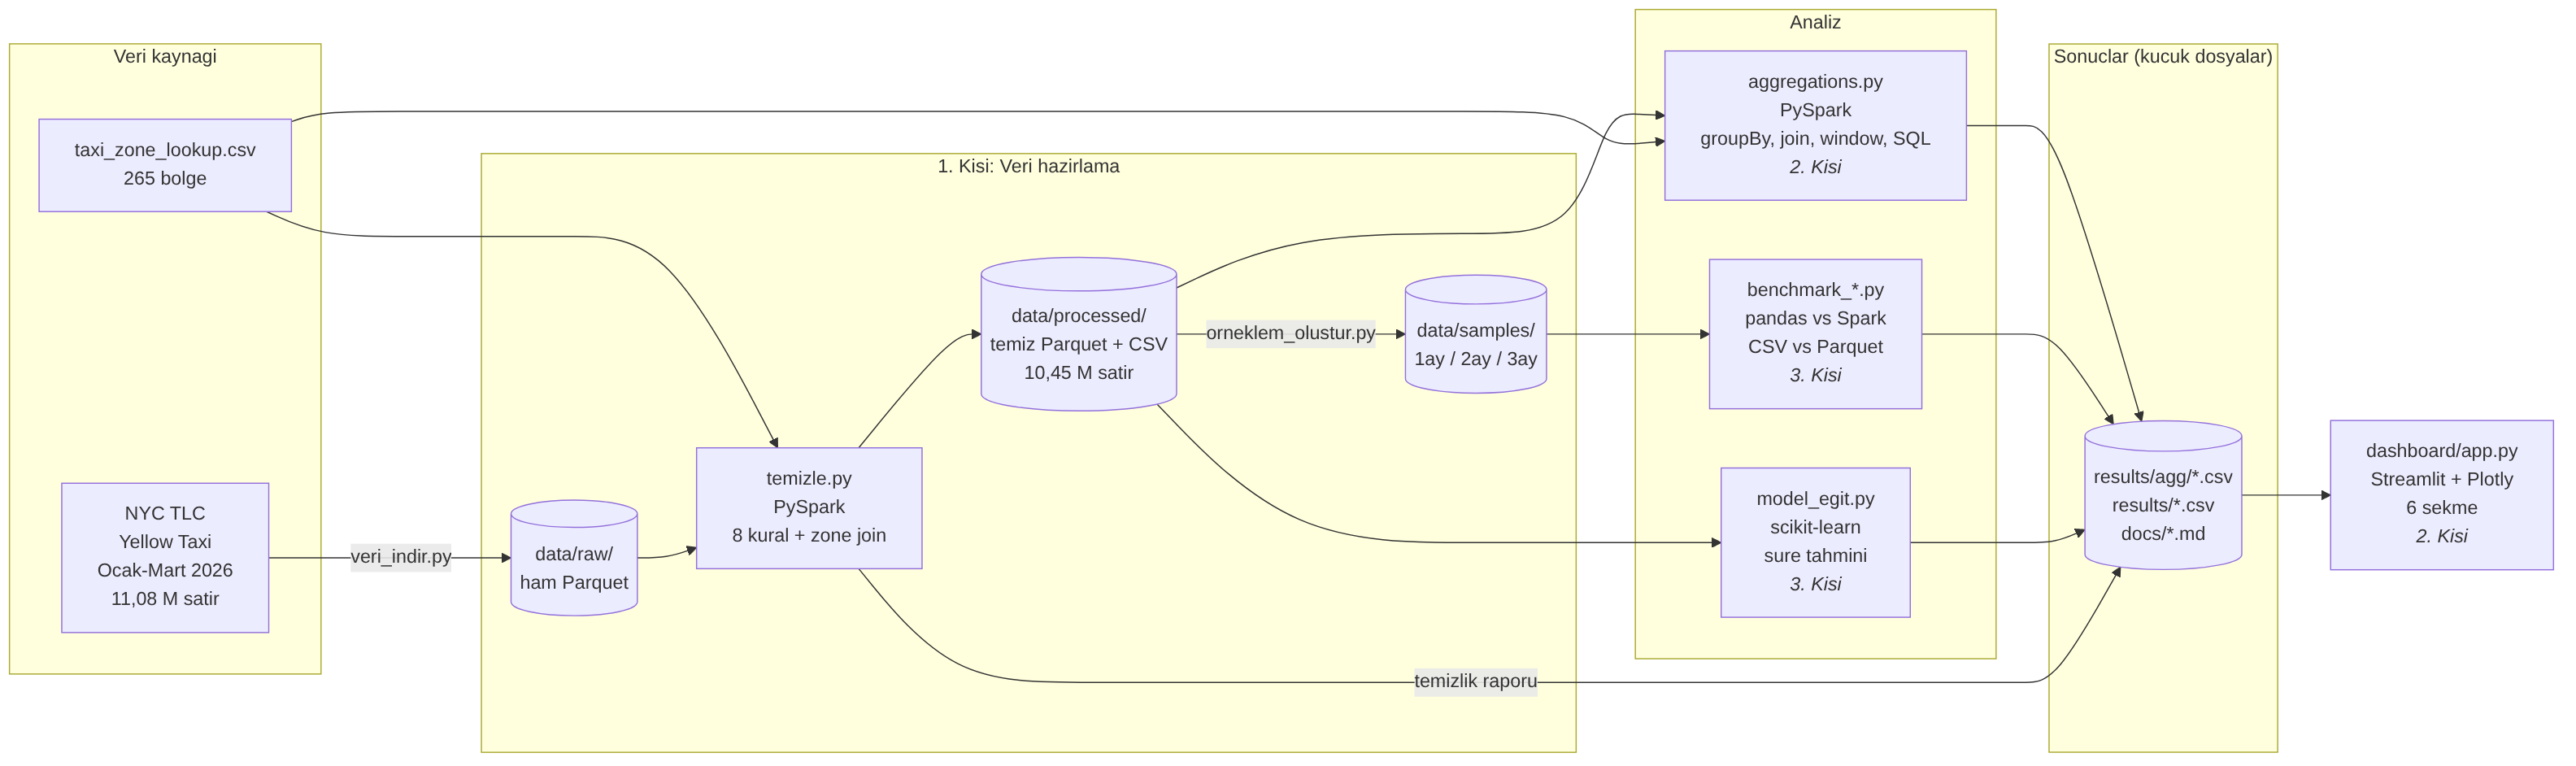 Veri kaynagi
taxi_zone_lookup.csv
265 bolge
NYC TLC
Yellow Taxi
Ocak-Mart 2026
11,08 M satir
veri_indir.py
1. Kisi: Veri hazirlama
data/raw/
ham Parquet
temizle.py
PySpark
8 kural + zone join
data/processed/
temiz Parquet + CSV
10,45 M satir
orneklem_olustur.py
data/samples/
1ay / 2ay / 3ay
temizlik raporu
Analiz
aggregations.py
PySpark
groupBy, join, window, SQL
2. Kisi
benchmark_*.py
pandas vs Spark
CSV vs Parquet
3. Kisi
model_egit.py
scikit-learn
sure tahmini
3. Kisi
Sonuclar (kucuk dosyalar)
results/agg/*.csv
results/*.csv
docs/*.md
dashboard/app.py
Streamlit + Plotly
6 sekme
2. Kisi